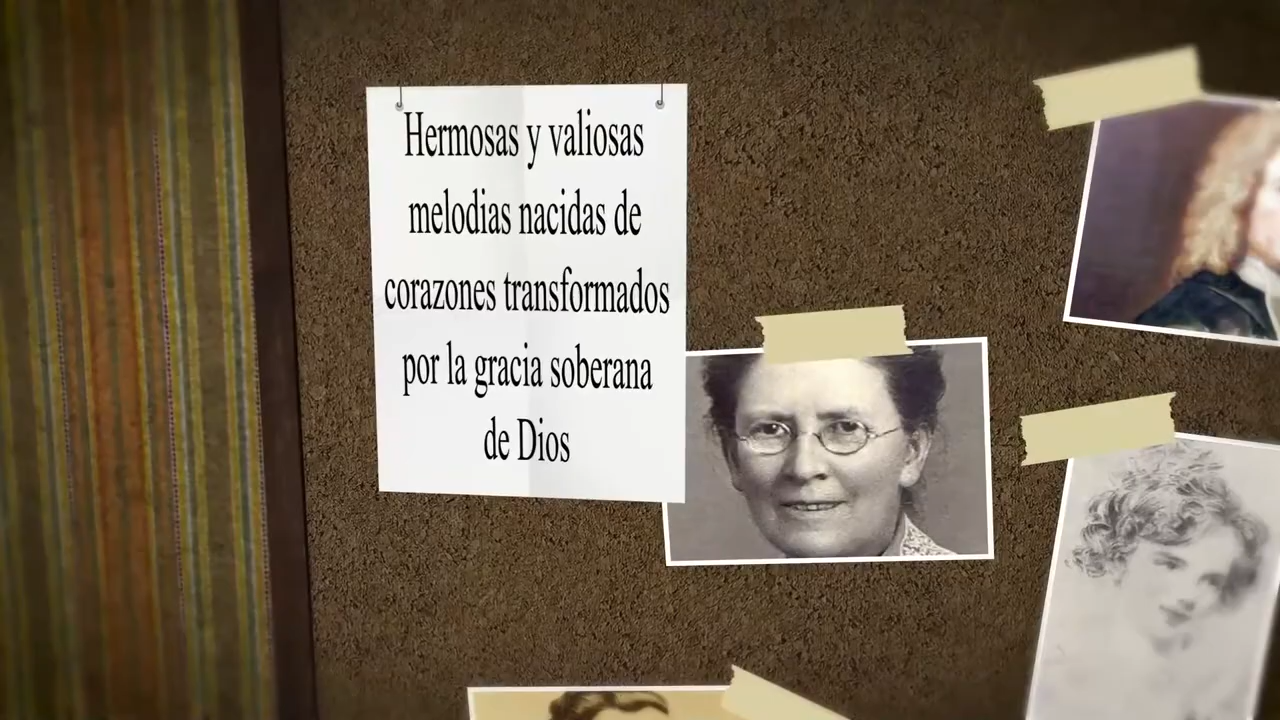 Hermosas y valiosas
melodias nacidas de
corazones transformados
por la gracia soberana
de Dios